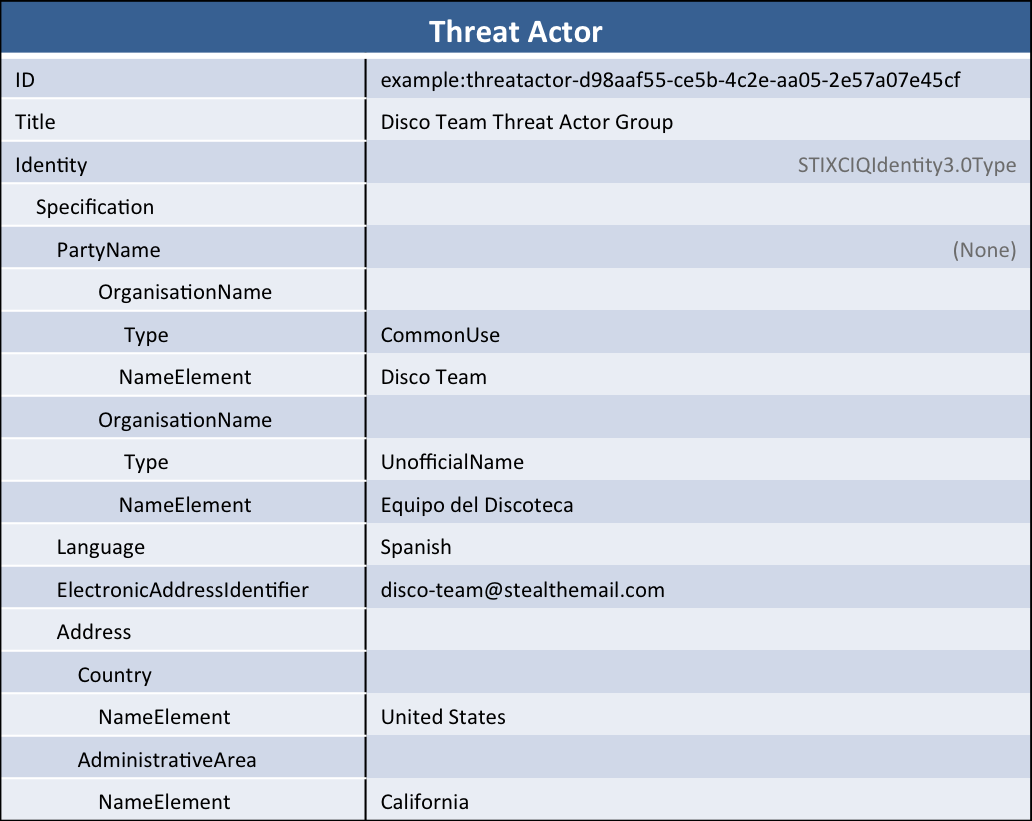 Threat Actor
ID example:threatactor-d98aaf55-ce5b-4c2e-aa05-2e57a07e45cf
Title Disco Team Threat Actor Group
Identity STIXCIQIdentity3.0Type
Specification
PartyName (None)
OrganisationName
Type CommonUse
NameElement Disco Team
OrganisationName
Type UnofficialName
NameElement Equipo del Discoteca
Language Spanish
ElectronicAddressIdentifier disco-team@stealthemail.com
Address
Country
NameElement United States
AdministrativeArea
NameElement California